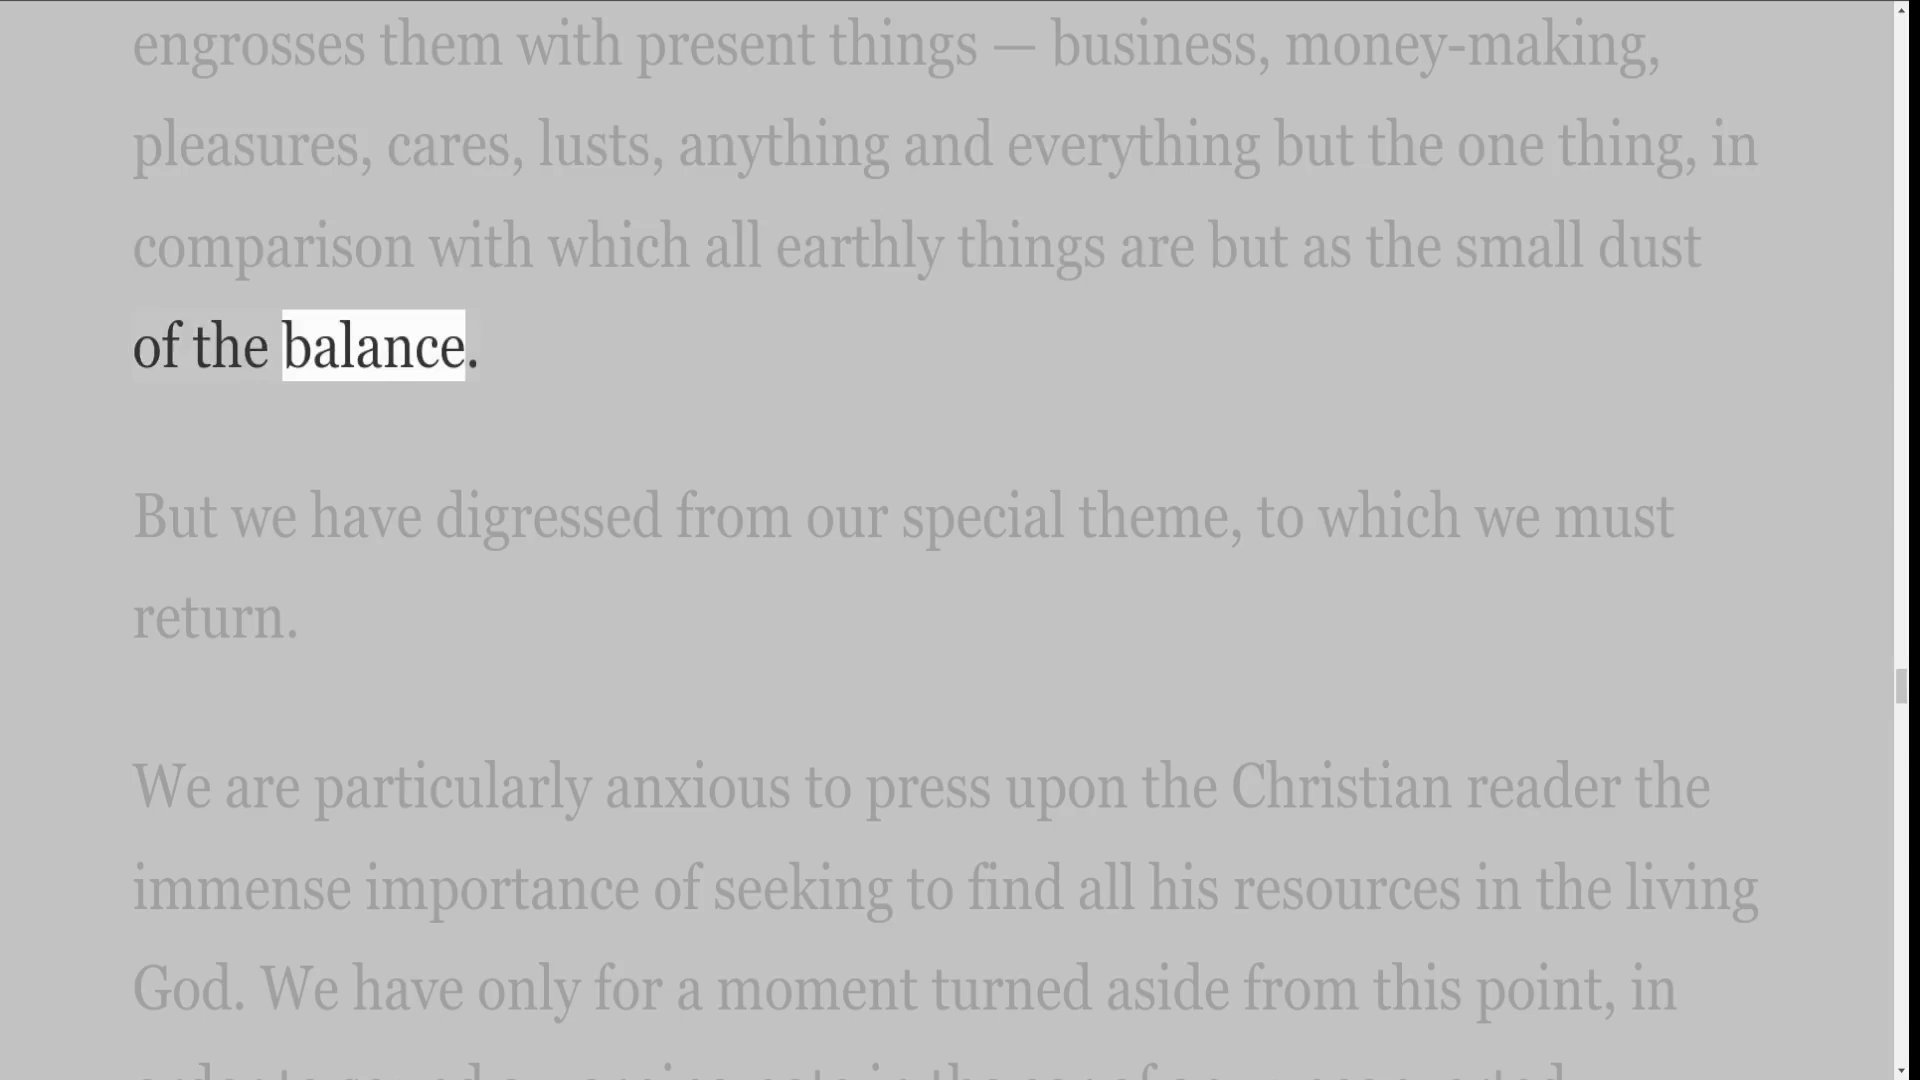 engrosses them with present things — business, money-making,
pleasures, cares, lusts, anything and everything but the one thing, in
comparison with which all earthly things are but as the small dust
of the balance.
But we have digressed from our special theme, to which we must
return.
We are particularly anxious to press upon the Christian reader the
immense importance of seeking to find all his resources in the living
God. We have only for a moment turned aside from this point, in